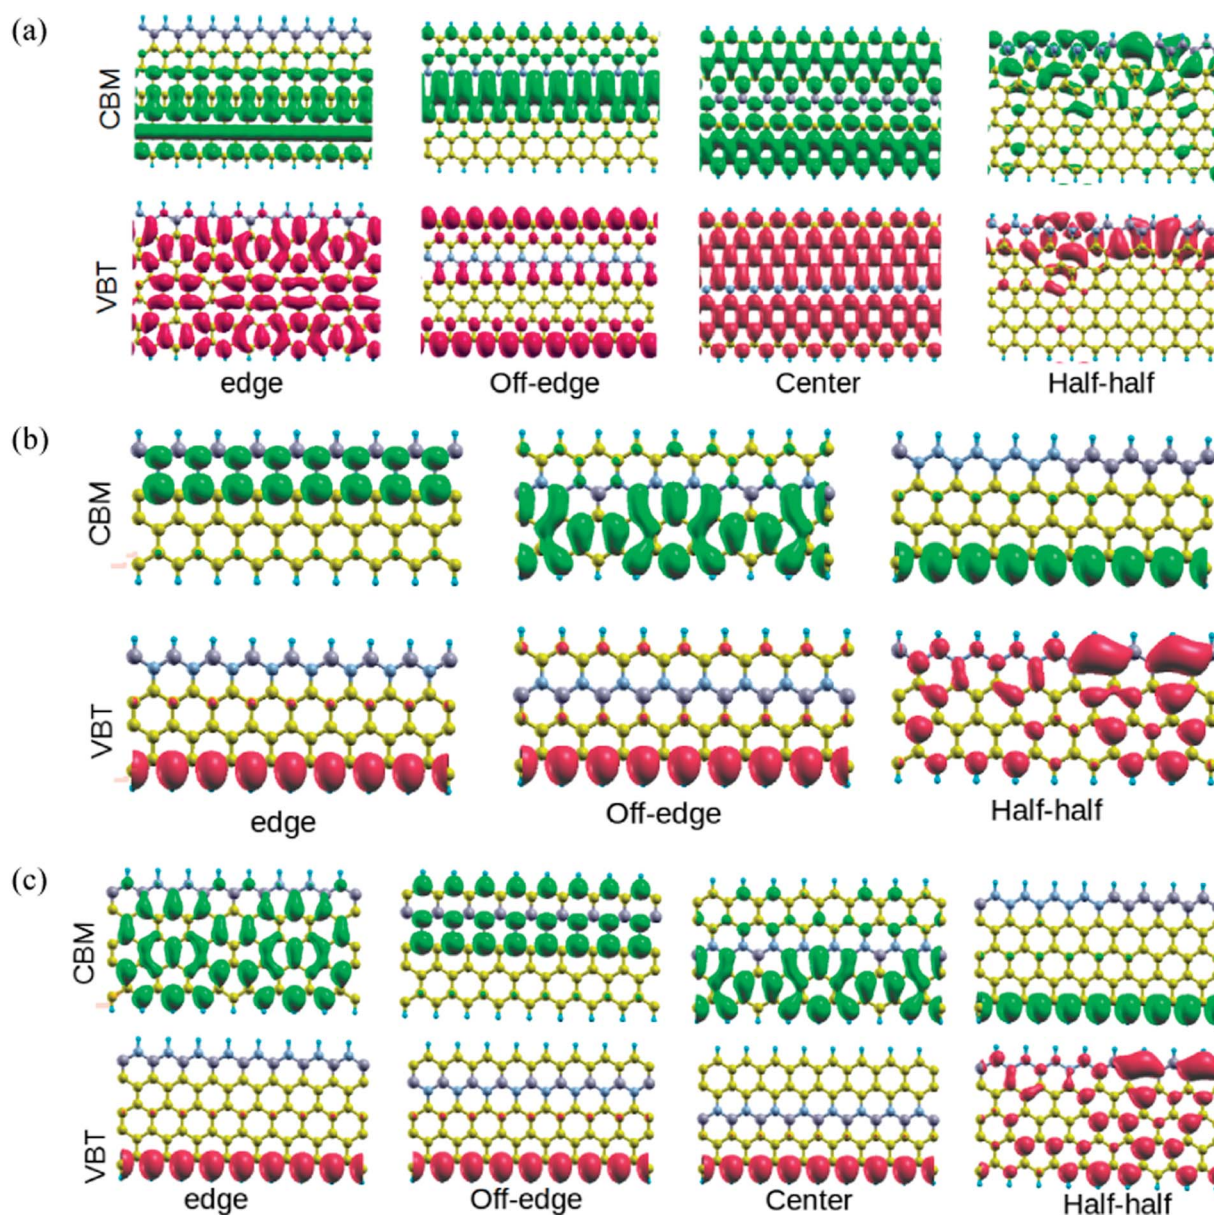 (a)
CBM
VBT
edge Off-edge Center Half-half
(b)
CBM
VBT
edge Off-edge Half-half
(c)
CBM
VBT
edge Off-edge Center Half-half